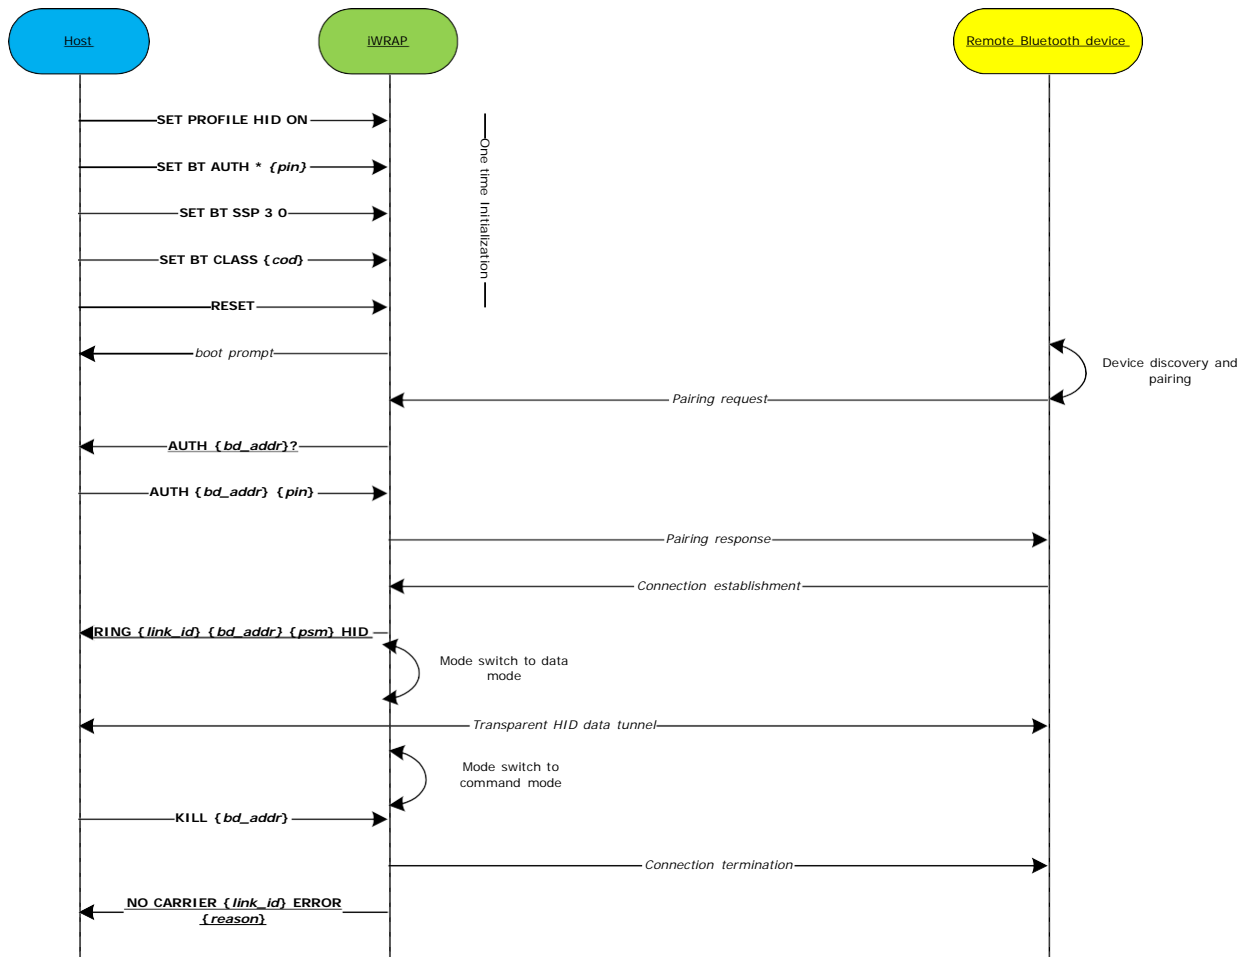 Host
iWRAP
Remote Bluetooth device
SET PROFILE HID ON
SET BT AUTH * {pin}
SET BT SSP 3 0
SET BT CLASS {cod}
RESET
One time Initialization
boot prompt
Device discovery and
pairing
Pairing request
AUTH {bd_addr}?
AUTH {bd_addr} {pin}
Pairing response
Connection establishment
RING {link_id} {bd_addr} {psm} HID
Mode switch to data
mode
Transparent HID data tunnel
Mode switch to
command mode
KILL {bd_addr}
Connection termination
NO CARRIER {link_id} ERROR
{reason}